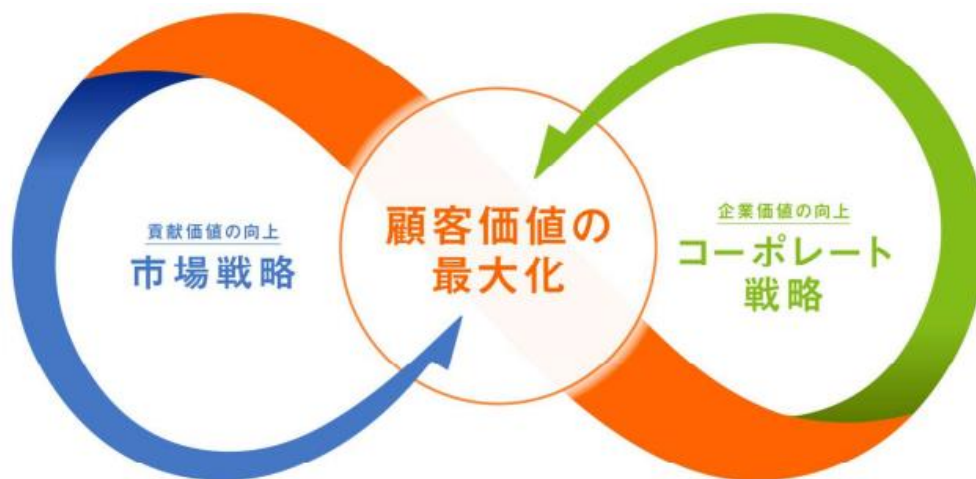 貢献価値の向上
市場戦略
顧客価値の
最大化
企業価値の向上
コーポレート
戦略